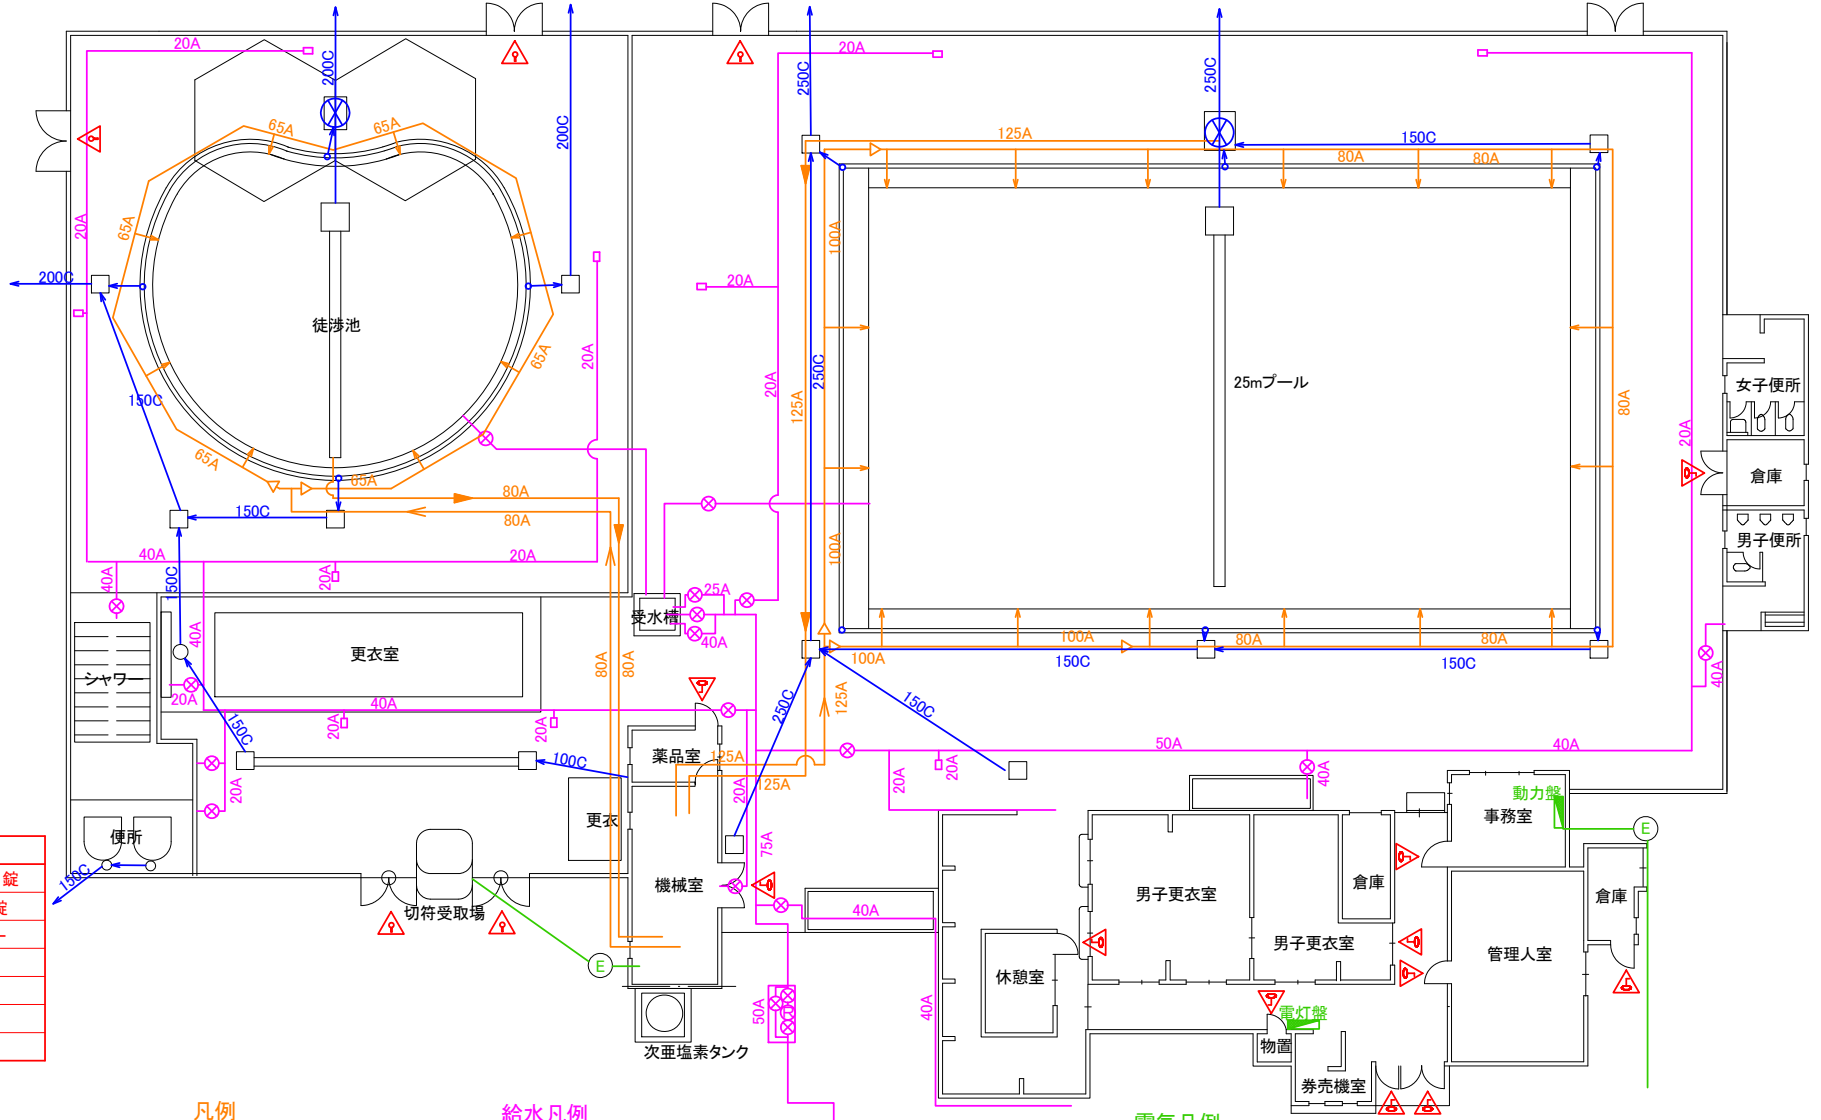 20A
20A
20A
200C
200C
250C
250C
65A
65A
125A
150C
80A
80A
20A
65A
100A
200C
20A
250C
徒渉池
20A
65A
20A
25mプール
女子便所
150C
125A
80A
20A
65A
65A
倉庫
80A
150C
80A
男子便所
40A
20A
100A
40A
20A
150C
25A
受水槽
40A
40A
100A
80A
80A
更衣室
100A
シャワー
80A
80A
150C
150C
40A
20A
40A
125A
250C
150C
20A
20A
150C
50A
40A
薬品室
125A
100C
20A
40A
20A
20A
125A
20A
動力盤
事務室
更衣
E
便所
75A
150C
錠
機械室
男子更衣室
倉庫
倉庫
錠
切符受取場
40A
男子更衣室
管理人室
E
休憩室
50A
40A
電灯盤
次亜塩素タンク
物置
券売機室
凡例
給水凡例
電気凡例